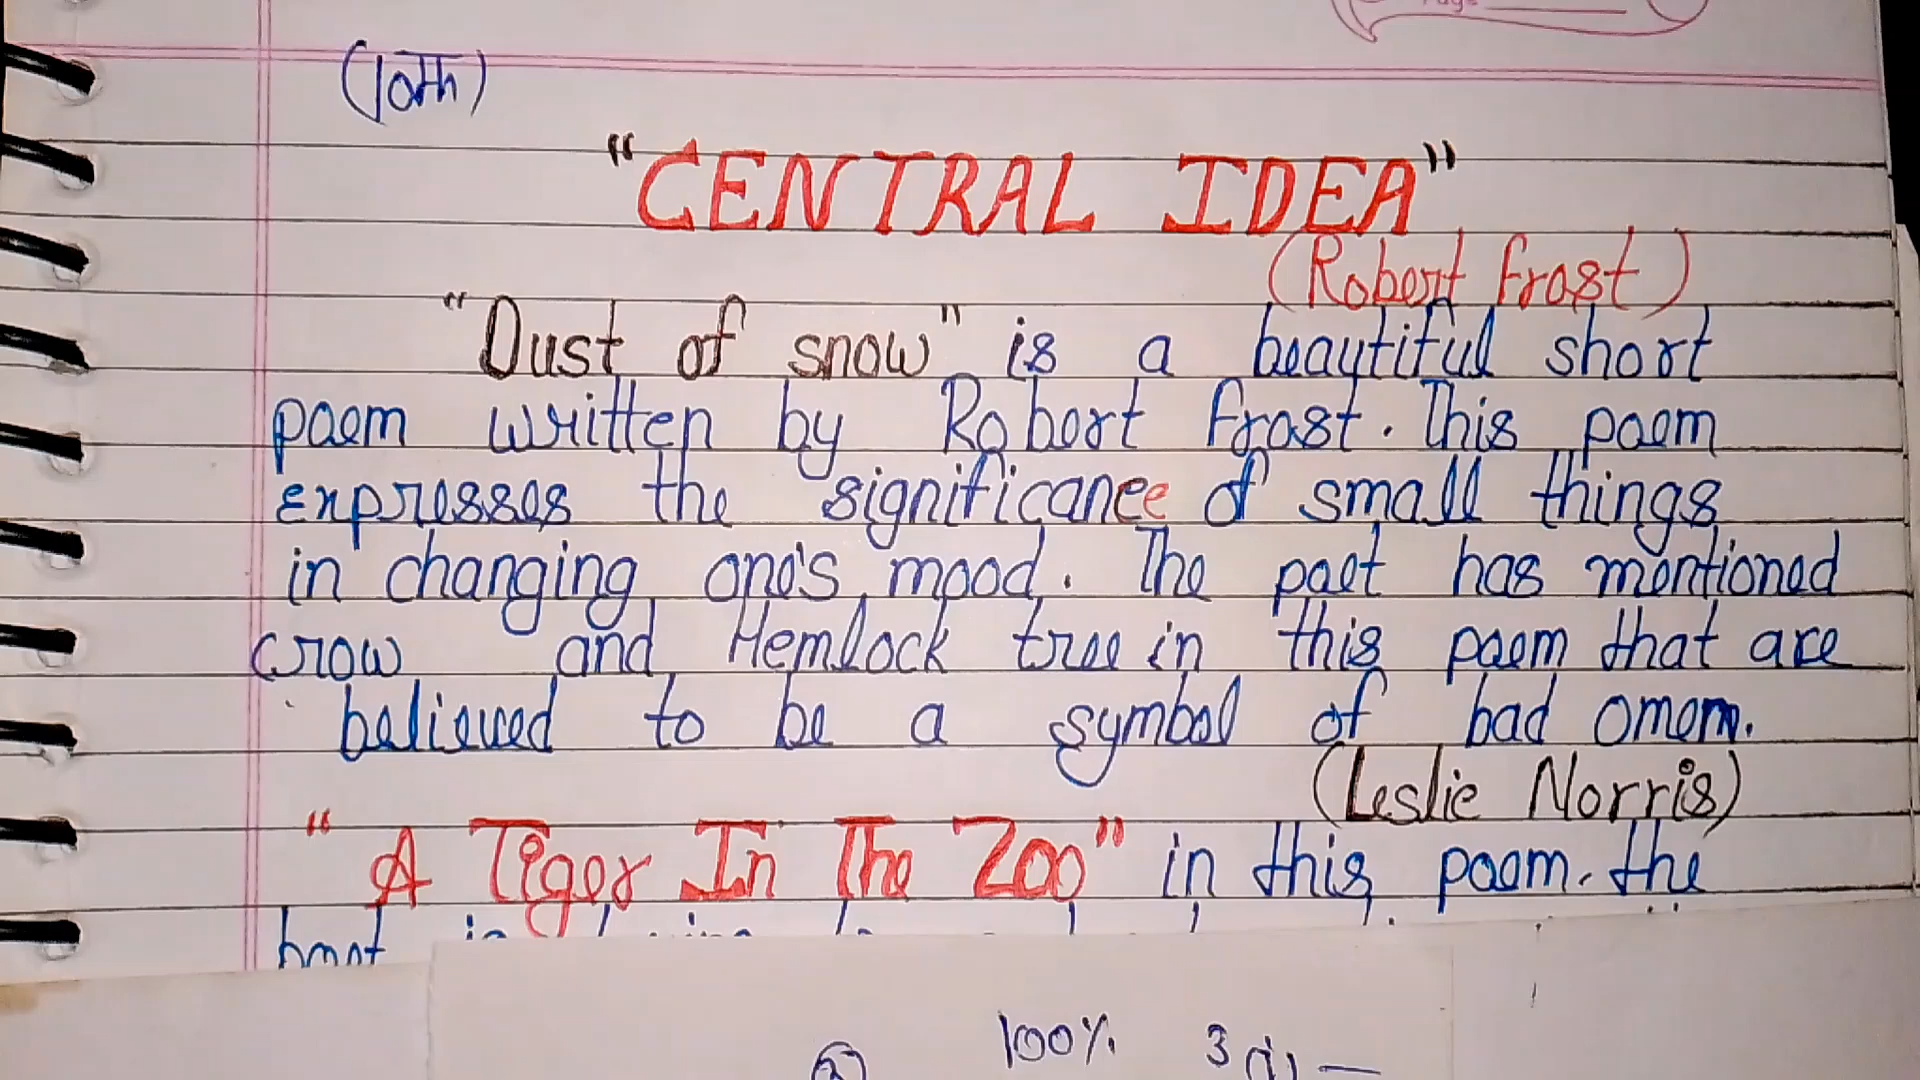 (10th)
"CENTRAL IDEA"
(Robert Frost)
"Dust of snow" is a beautiful short
poem written by Robert Frost. This poem
expresses the significance of small things
in changing one's mood. The poet has mentioned
crow and Hemlock tree in this poem that are
believed to be a symbol of bad omem.
(Leslie Norris)
"A Tiger In The Zoo" in this poem. the
100% 3